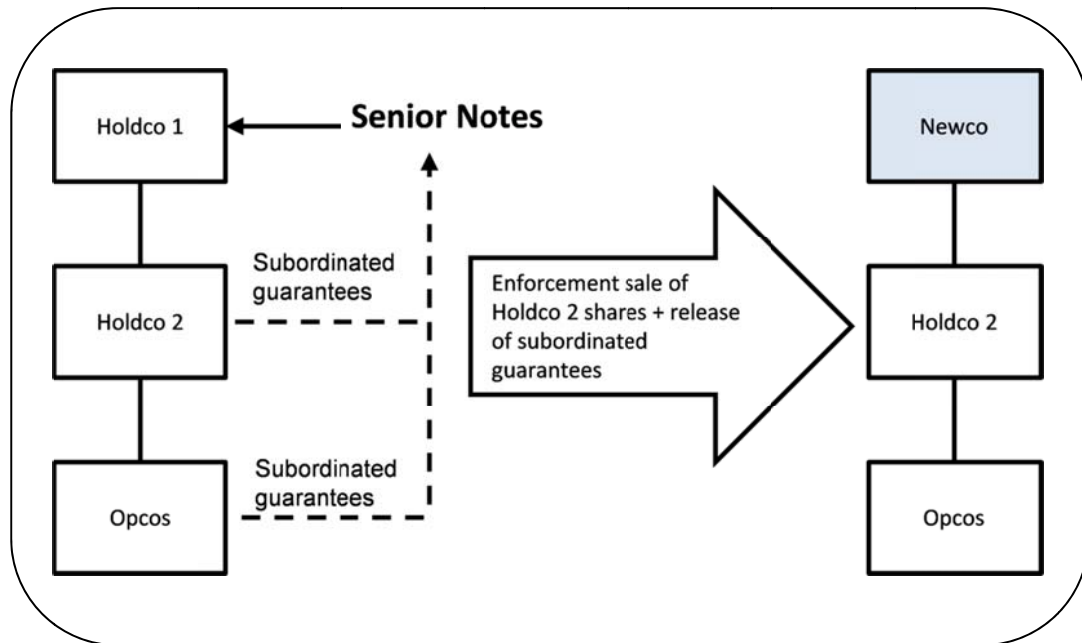 Holdco 1
Senior Notes
Newco
Subordinated
guarantees
Holdco 2
Enforcement sale of
Holdco 2 shares + release
of subordinated
guarantees
Holdco 2
Subordinated
guarantees
Opcos
Opcos